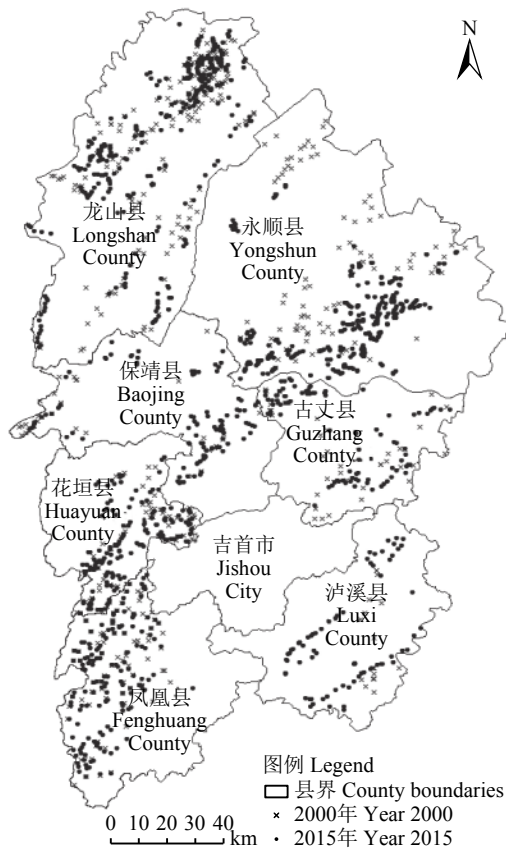 N
龙山县
Longshan
County
永顺县
Yongshun
County
保靖县
Baojing
County
古丈县
Guzhang
County
花垣县
Huayuan
County
吉首市
Jishou
City
泸溪县
Luxi
County
凤凰县
Fenghuang
County
图例 Legend
县界 County boundaries
2000年 Year 2000
2015年 Year 2015
0 10 20 30 40
km